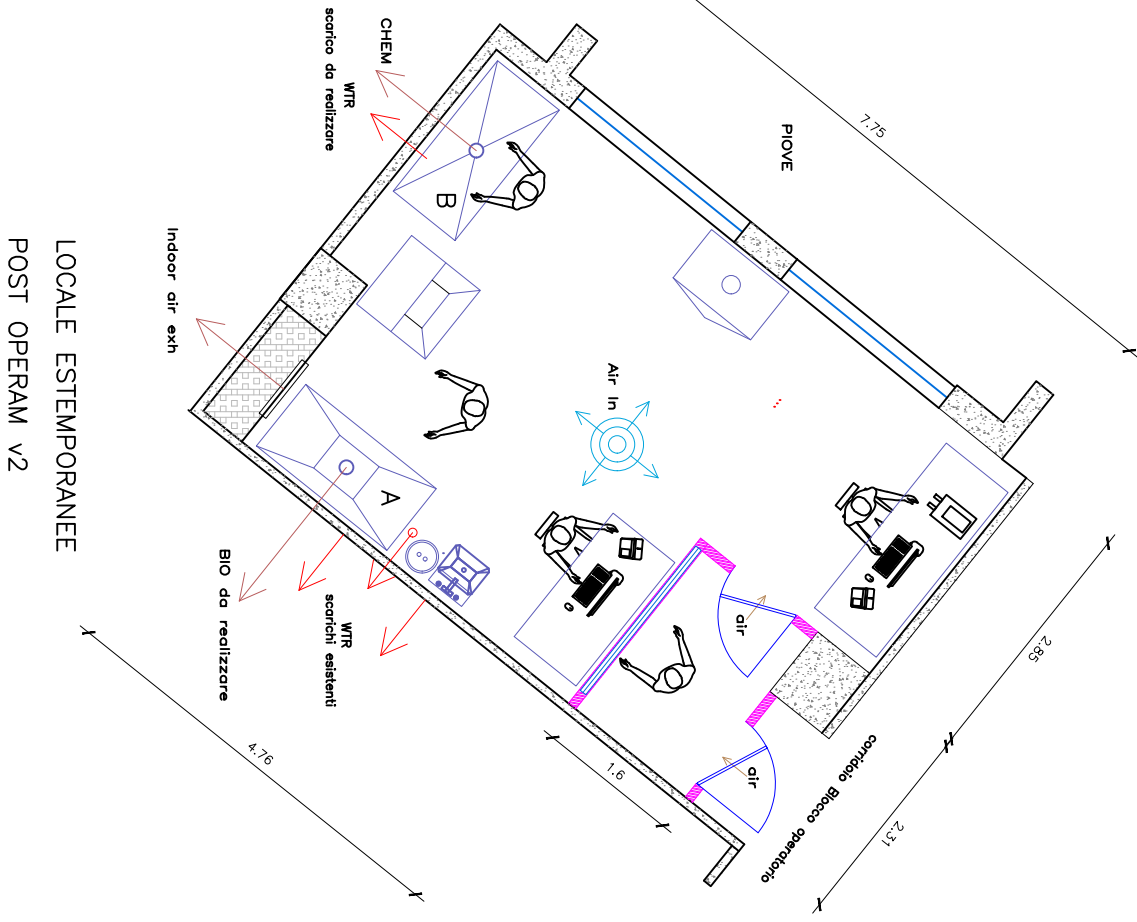 LOCALE ESTEMPORANEE
POST OPERAM v2
CHEM
WTR
scarico da realizzare
B
Indoor air exh
PIOVE
7.75
Air In
A
BIO da realizzare
WTR
scarichi esistenti
air
air
corridoio Blocco operatorio
2.85
2.31
1.6
4.76